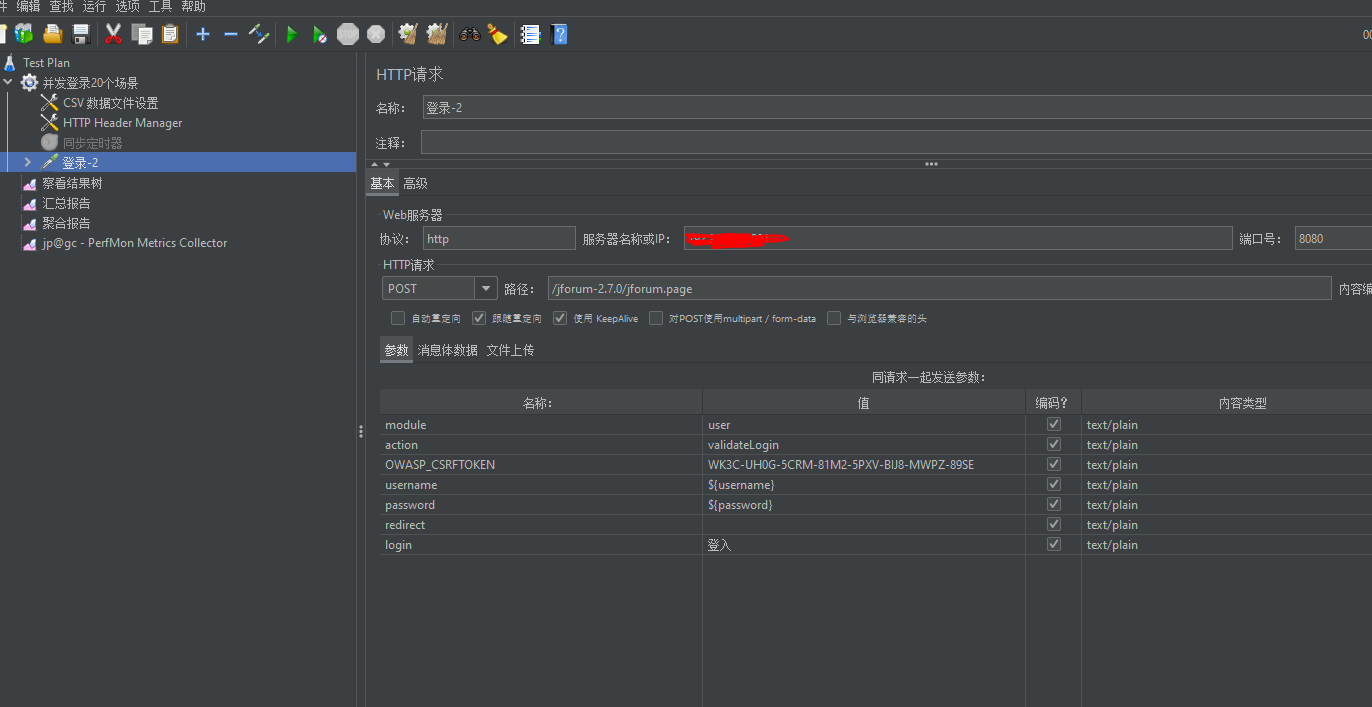 件 编辑 查找 运行 选项 工具 帮助
00
Test Plan
并发登录20个场景
CSV 数据文件设置
HTTP Header Manager
同步定时器
登录-2
察看结果树
汇总报告
聚合报告
jp@gc - PerfMon Metrics Collector
HTTP请求
名称： 登录-2
注释：
基本 高级
Web服务器
协议： http 服务器名称或IP： 端口号： 8080
HTTP请求
POST 路径： /jforum-2.7.0/jforum.page 内容编
自动重定向 跟随重定向 使用 KeepAlive 对POST使用multipart / form-data 与浏览器兼容的头
参数 消息体数据 文件上传
同请求一起发送参数：
名称： 值 编码？ 内容类型
module user text/plain
action validateLogin text/plain
OWASP_CSRFTOKEN WK3C-UH0G-5CRM-81M2-5PXV-BIJ8-MWPZ-89SE text/plain
username ${username} text/plain
password ${password} text/plain
redirect text/plain
login 登入 text/plain